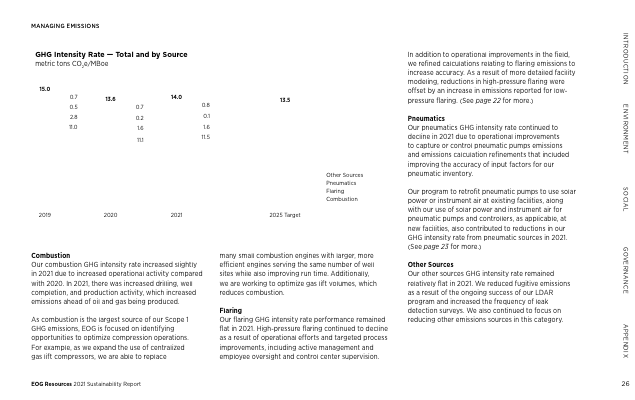 MANAGING EMISSIONS
GHG Intensity Rate — Total and by Source
metric tons CO₂e/MBoe
15.0
0.7
0.5
2.8
11.0
13.6
0.7
0.2
1.6
11.1
14.0
0.8
0.1
1.6
11.5
13.5
Other Sources
Pneumatics
Flaring
Combustion
2019
2020
2021
2025 Target
Combustion
Our combustion GHG intensity rate increased slightly
in 2021 due to increased operational activity compared
with 2020. In 2021, there was increased drilling, well
completion, and production activity, which increased
emissions ahead of oil and gas being produced.
As combustion is the largest source of our Scope 1
GHG emissions, EOG is focused on identifying
opportunities to optimize compression operations.
For example, as we expand the use of centralized
gas lift compressors, we are able to replace
many small combustion engines with larger, more
efficient engines serving the same number of well
sites while also improving run time. Additionally,
we are working to optimize gas lift volumes, which
reduces combustion.
Flaring
Our flaring GHG intensity rate performance remained
flat in 2021. High-pressure flaring continued to decline
as a result of operational efforts and targeted process
improvements, including active management and
employee oversight and control center supervision.
In addition to operational improvements in the field,
we refined calculations relating to flaring emissions to
increase accuracy. As a result of more detailed facility
modeling, reductions in high-pressure flaring were
offset by an increase in emissions reported for low-
pressure flaring. (See page 22 for more.)
Pneumatics
Our pneumatics GHG intensity rate continued to
decline in 2021 due to operational improvements
to capture or control pneumatic pumps emissions
and emissions calculation refinements that included
improving the accuracy of input factors for our
pneumatic inventory.
Our program to retrofit pneumatic pumps to use solar
power or instrument air at existing facilities, along
with our use of solar power and instrument air for
pneumatic pumps and controllers, as applicable, at
new facilities, also contributed to reductions in our
GHG intensity rate from pneumatic sources in 2021.
(See page 23 for more.)
Other Sources
Our other sources GHG intensity rate remained
relatively flat in 2021. We reduced fugitive emissions
as a result of the ongoing success of our LDAR
program and increased the frequency of leak
detection surveys. We also continued to focus on
reducing other emissions sources in this category.
INTRODUCTION
ENVIRONMENT
SOCIAL
GOVERNANCE
APPENDIX
EOG Resources 2021 Sustainability Report
26